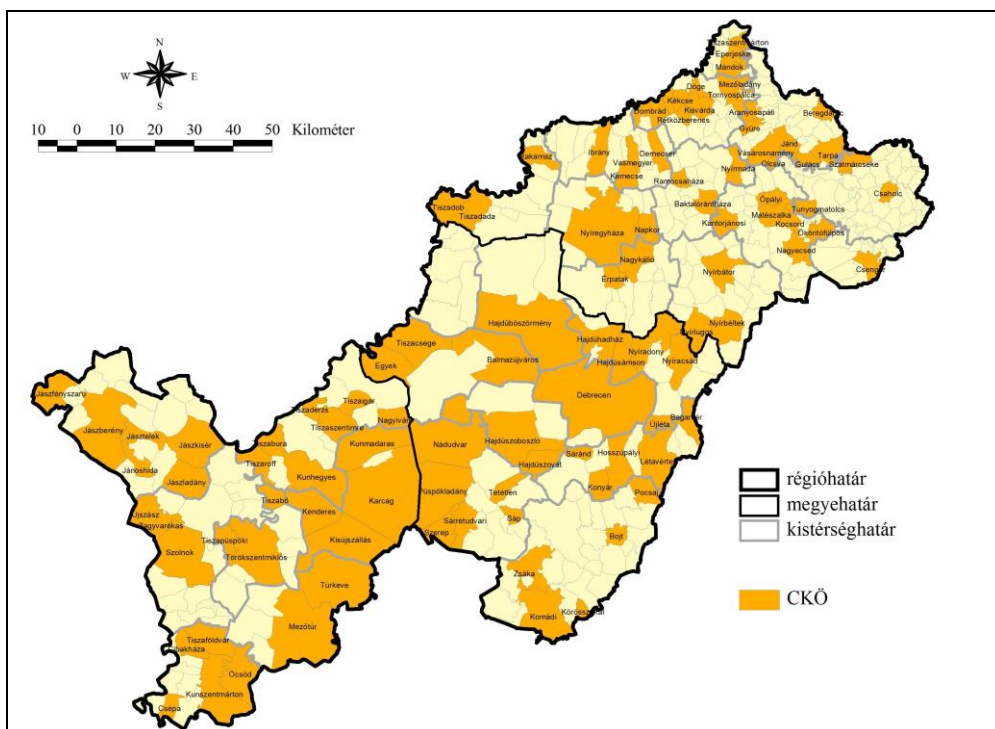 N
W E
S
10 0 10 20 30 40 50 Kilométer
Eperjeske
Mándok
Döge
Mezőladány
Tornyospálca
Kékcse
Kisvárda
Dombrád
Rétközberencs
Aranyosapáti
Beregdaróc
Gyüre
Jánd
Vásárosnamény
Tarpa
Olcsva
Gulács
Szatmárcseke
Rakamaz
Ibrány
Demecser
Vasmegyer
Kemecse
Ramocsaháza
Nyírmada
Csaholc
Tiszadob
Tiszadada
Baktalórántháza
Ópályi
Tunyogmatolcs
Mátészalka
Kántorjánosi
Kocsord
Nyíregyháza
Napkor
Nagyecsed
Nagykálló
Nyírbátor
Csenger
Érpatak
Hajdúböszörmény
Nyírbéltek
Nyírlugos
Tiszacsege
Hajdúhadház
Nyíradony
Egyek
Balmazújváros
Hajdúsámson
Nyíracsád
Jászfényszaru
Tiszaigar
Debrecen
Jászberény
Tiszaderzs
Nagyiván
Bagamér
Jásztelek
Tiszaszentimre
Újléta
Jászkisér
Kunmadaras
Nádudvar
Hajdúszoboszló
Tiszabura
Sáránd
Hosszúpályi
Jánoshida
Tiszaroff
Hajdúszovát
Létavértes
Jászladány
Kunhegyes
Karcag
Püspökladány
Tetétlen
Konyár
Pocsaj
Tiszabő
Újszász
Kenderes
Zagyvarékas
Sárrétudvari
Sáp
Szerep
Tiszapüspöki
Kisújszállás
Bojt
Szolnok
Törökszentmiklós
Zsáka
Türkeve
Komádi
Mezőtúr
Tiszaföldvár
Öcsöd
Kunszentmárton
Csépa
régióhatár
megyehatár
kistérséghatár
CKÖ